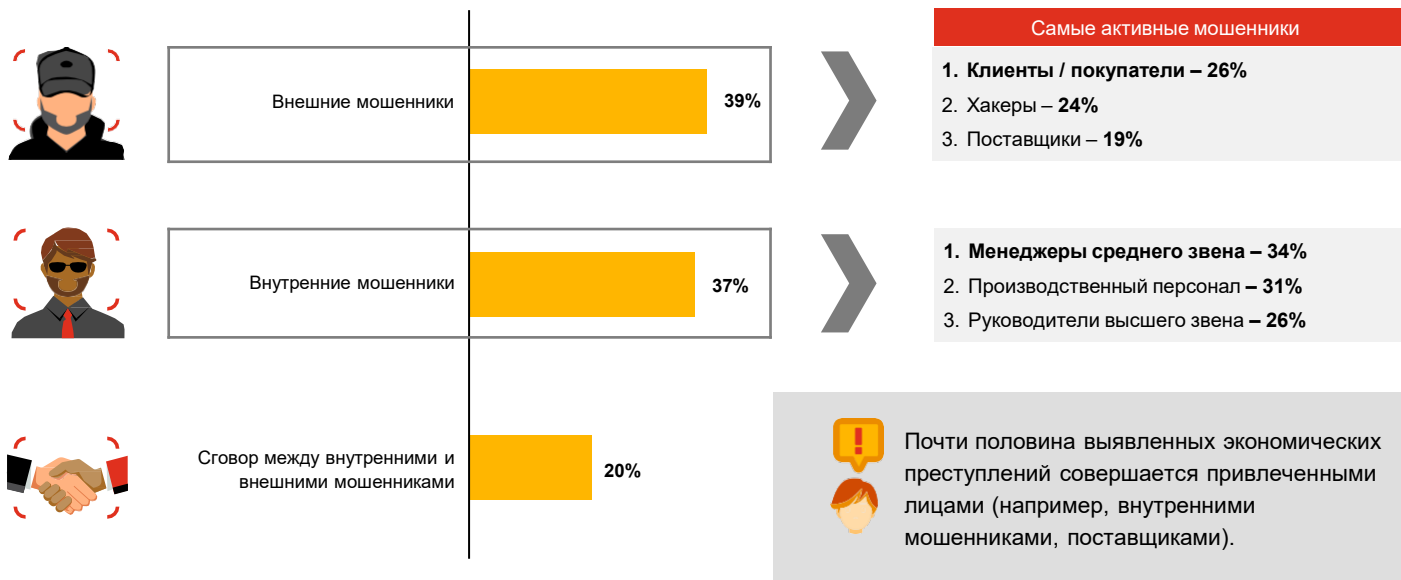 Самые активные мошенники
Внешние мошенники
39%
1. Клиенты / покупатели – 26%
2. Хакеры – 24%
3. Поставщики – 19%
Внутренние мошенники
37%
1. Менеджеры среднего звена – 34%
2. Производственный персонал – 31%
3. Руководители высшего звена – 26%
Сговор между внутренними и
внешними мошенниками
20%
!
Почти половина выявленных экономических
преступлений совершается привлеченными
лицами (например, внутренними
мошенниками, поставщиками).